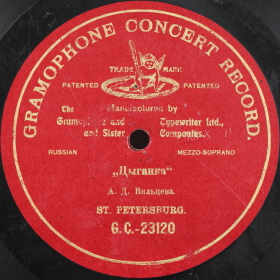 GRAMOPHONE CONCERT RECORD.
TRADE MARK
PATENTED PATENTED
The Manufactured by
Gramophone and Typewriter Ltd.,
and Sister Companies.
RUSSIAN MEZZO-SOPRANO
„Цыганка“
А. Д. Вяльцева.
ST. PETERSBURG.
G.C.-23120